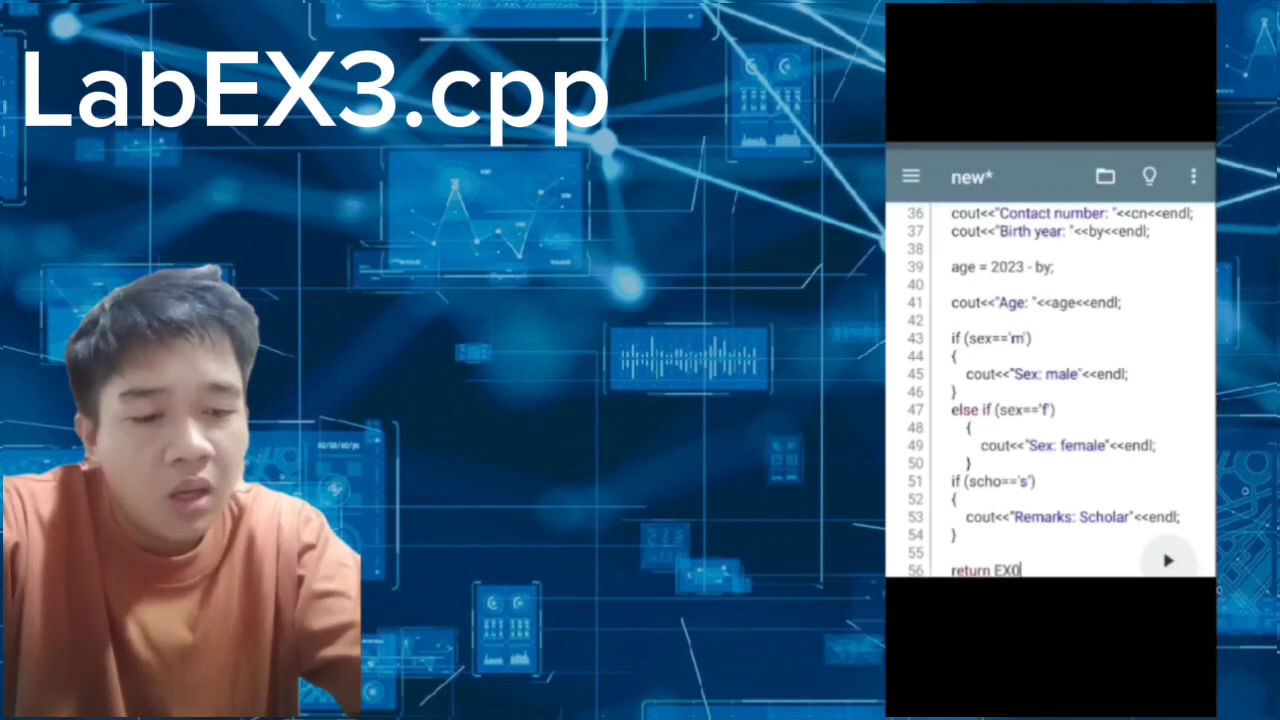 LabEX3.cpp
new*
36 cout<<"Contact number: "<<cn<<endl;
37 cout<<"Birth year: "<<by<<endl;
38
39 age = 2023 - by;
40
41 cout<<"Age: "<<age<<endl;
42
43 if (sex=='m')
44 {
45 cout<<"Sex: male"<<endl;
46 }
47 else if (sex=='f')
48 {
49 cout<<"Sex: female"<<endl;
50 }
51 if (scho=='s')
52 {
53 cout<<"Remarks: Scholar"<<endl;
54 }
55
56 return EX0